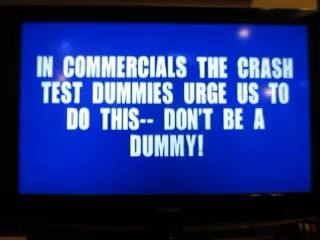 IN COMMERCIALS THE CRASH
TEST DUMMIES URGE US TO
DO THIS-- DON'T BE A
DUMMY!